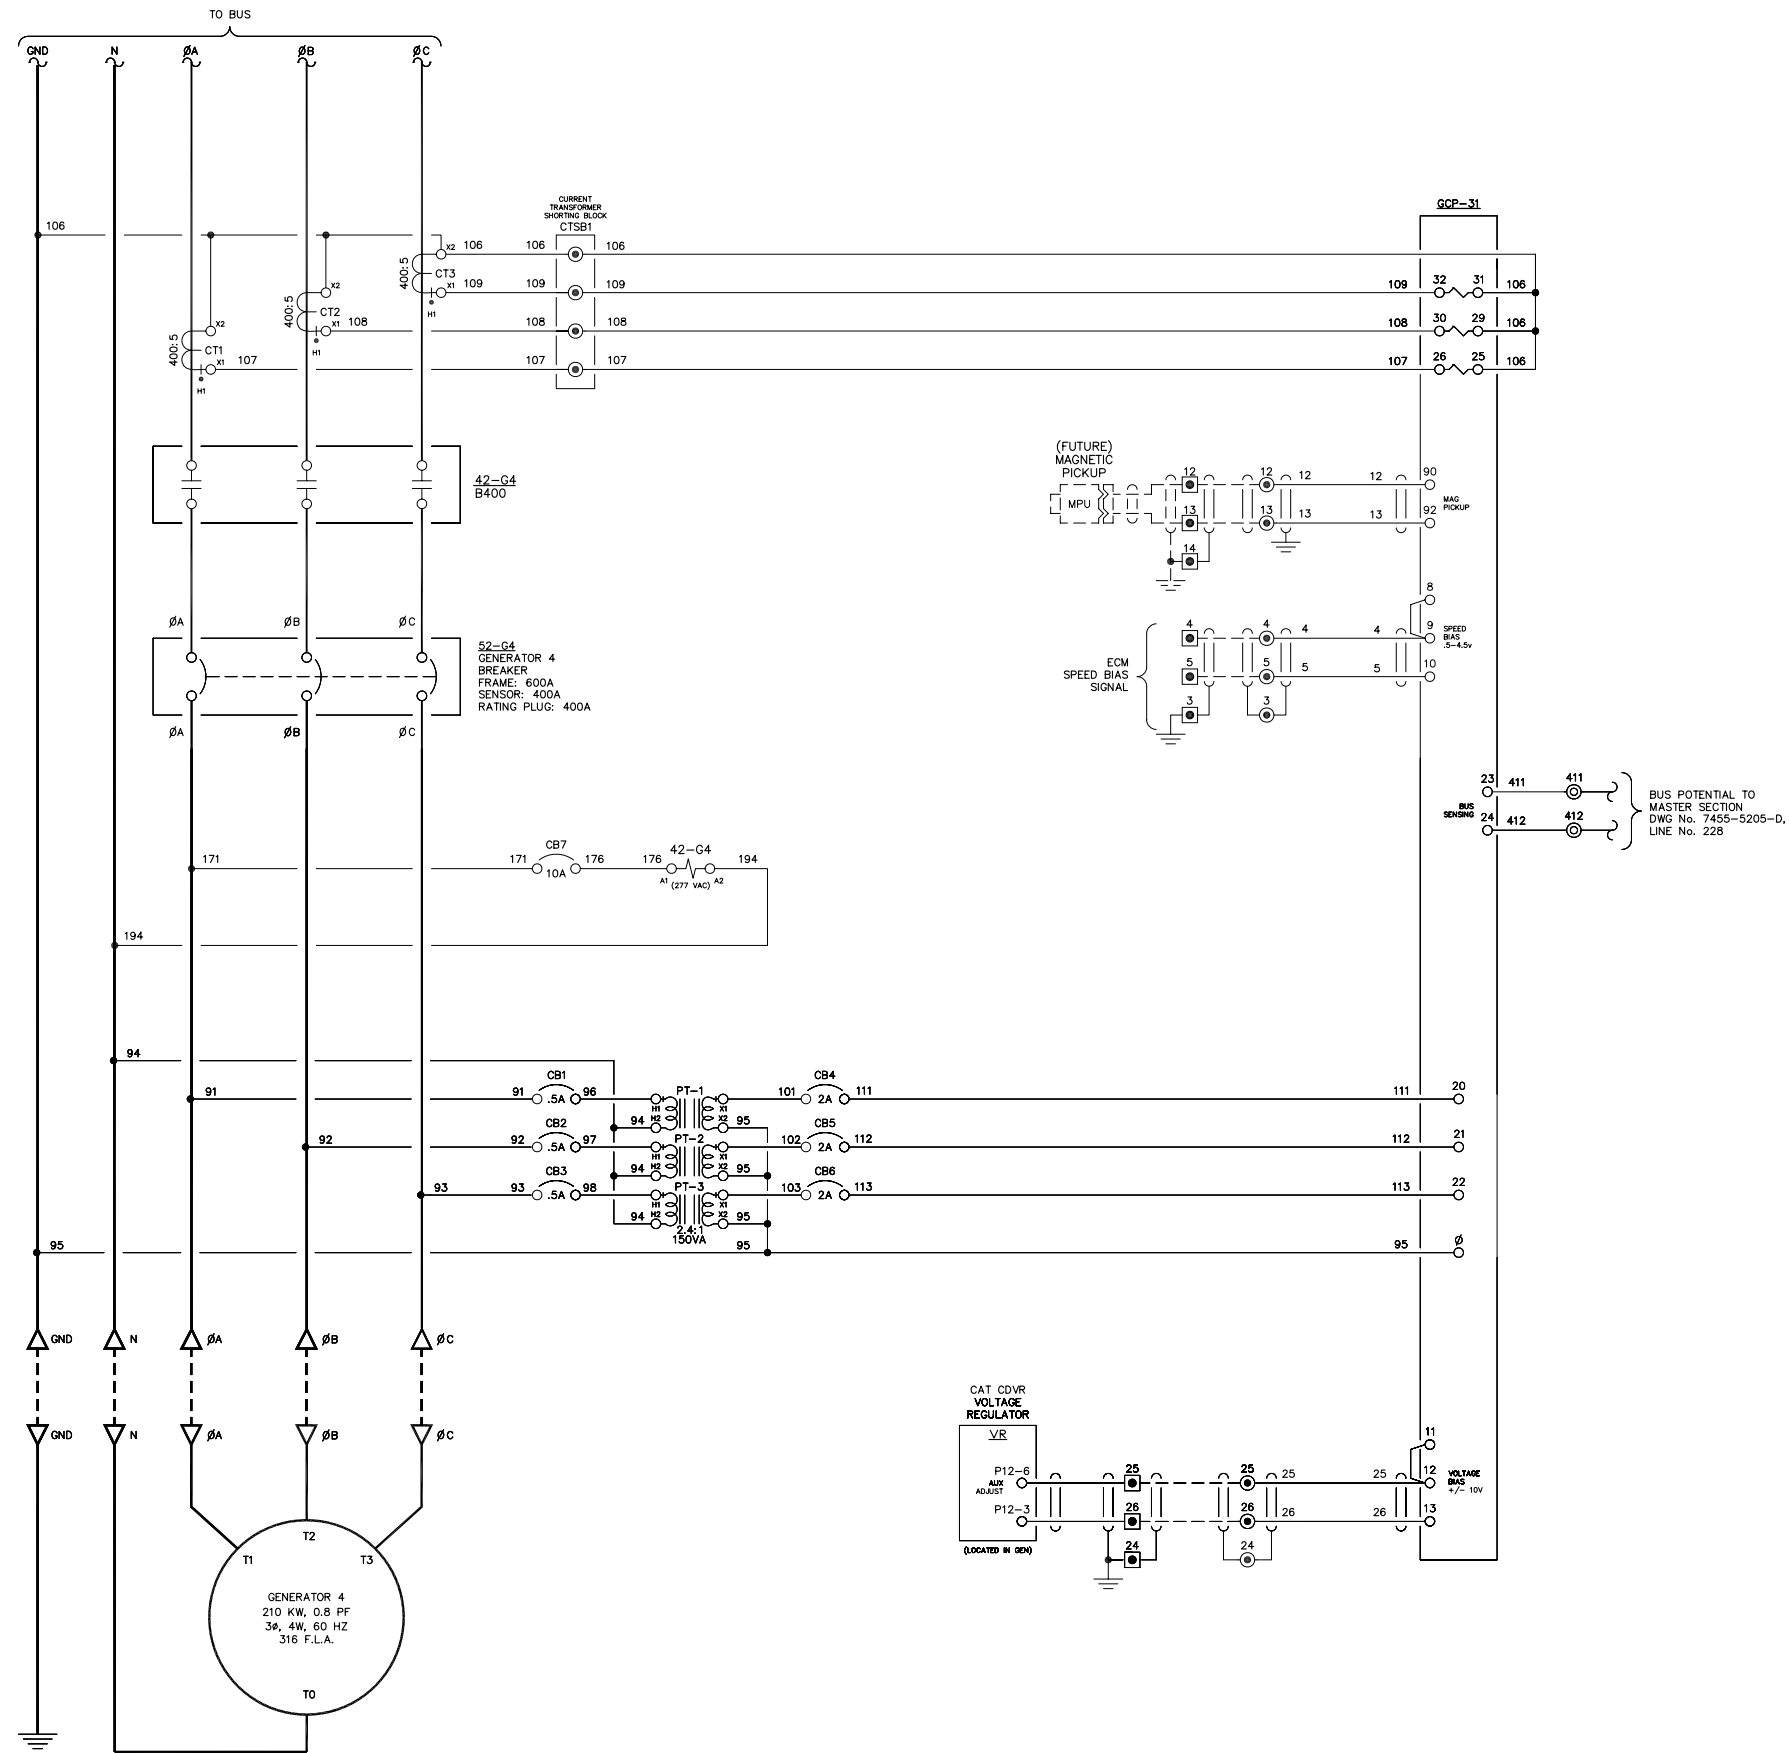 TO BUS
GND N ØA ØB ØC
CURRENT
TRANSFORMER
SHORTING BLOCK
CTSB1
GCP-31
106
X2 106 106 106
400:5 CT3
X1 109 109 109 109 32 31 106
H1
X2
400:5 CT2
X1 108 108 108 108 30 29 106
H1
X2
400:5 CT1
X1 107 107 107 107 26 25 106
H1
42-G4
B400
(FUTURE)
MAGNETIC
PICKUP
MPU
12 12 12 12 90
MAG
PICKUP
13 13 13 13 92
14
8
ØA ØB ØC
52-G4
GENERATOR 4
BREAKER
FRAME: 600A
SENSOR: 400A
RATING PLUG: 400A
ØA ØB ØC
ECM
SPEED BIAS
SIGNAL
4 4 4 4 9
SPEED
BIAS
.5-4.5v
5 5 5 5 10
3 3
23 411 411
BUS
SENSING
24 412 412
BUS POTENTIAL TO
MASTER SECTION
DWG No. 7455-5205-D,
LINE No. 228
CB7 42-G4
171 171 10A 176 176 194
A1 (277 VAC) A2
194
94
CB1 PT-1 CB4
91 91 .5A 96 H1 X1 101 2A 111 111 20
94 H2 X2 95
CB2 PT-2 CB5
92 92 .5A 97 H1 X1 102 2A 112 112 21
94 H2 X2 95
CB3 PT-3 CB6
93 93 .5A 98 H1 X1 103 2A 113 113 22
94 H2 X2 95
2.4:1
150VA
95 95 95 Ø
GND N ØA ØB ØC
GND N ØA ØB ØC
CAT CDVR
VOLTAGE
REGULATOR
VR
11
P12-6 25 25 25 25 12
AUX
ADJUST
VOLTAGE
BIAS
+/- 10V
P12-3 26 26 26 26 13
(LOCATED IN GEN)
24 24
T1 T2 T3
GENERATOR 4
210 KW, 0.8 PF
3ø, 4W, 60 HZ
316 F.L.A.
T0